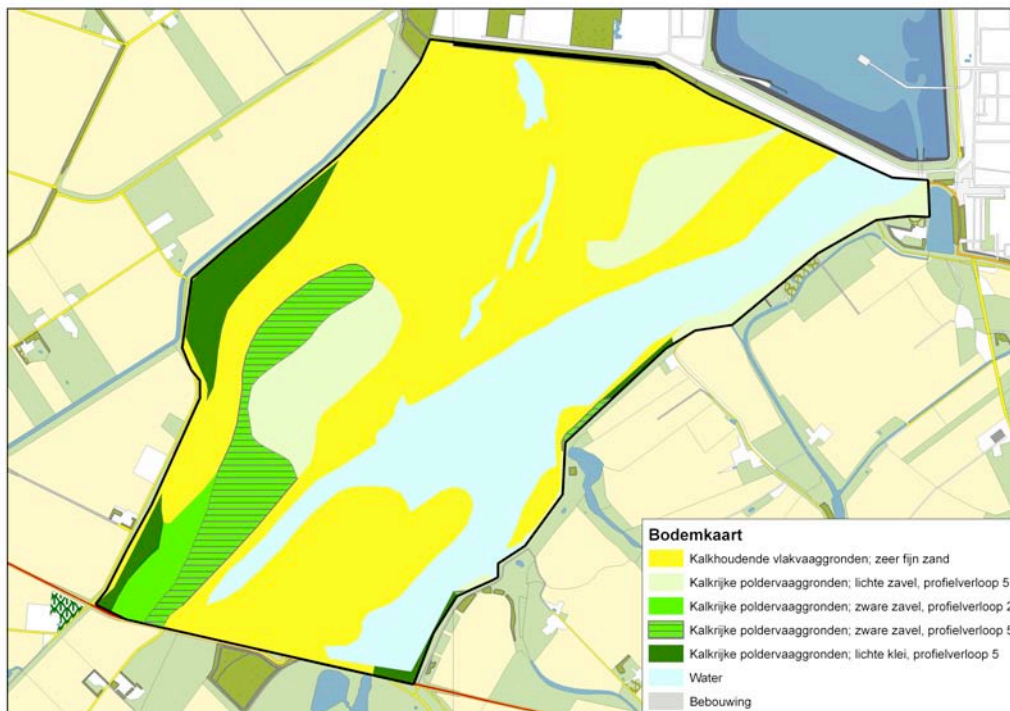 Bodemkaart
Kalkhoudende vlakvaaggronden; zeer fijn zand
Kalkrijke poldervaaggronden; lichte zavel, profielverloop 5
Kalkrijke poldervaaggronden; zware zavel, profielverloop 2
Kalkrijke poldervaaggronden; zware zavel, profielverloop 5
Kalkrijke poldervaaggronden; lichte klei, profielverloop 5
Water
Bebouwing